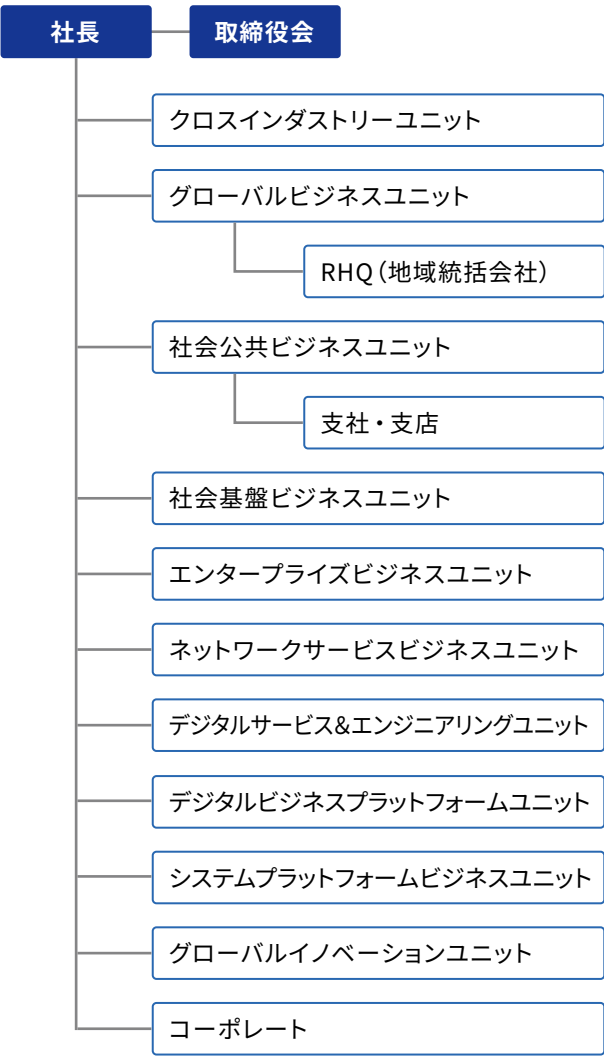 社長
取締役会
クロスインダストリーユニット
グローバルビジネスユニット
RHQ（地域統括会社）
社会公共ビジネスユニット
支社・支店
社会基盤ビジネスユニット
エンタープライズビジネスユニット
ネットワークサービスビジネスユニット
デジタルサービス&エンジニアリングユニット
デジタルビジネスプラットフォームユニット
システムプラットフォームビジネスユニット
グローバルイノベーションユニット
コーポレート